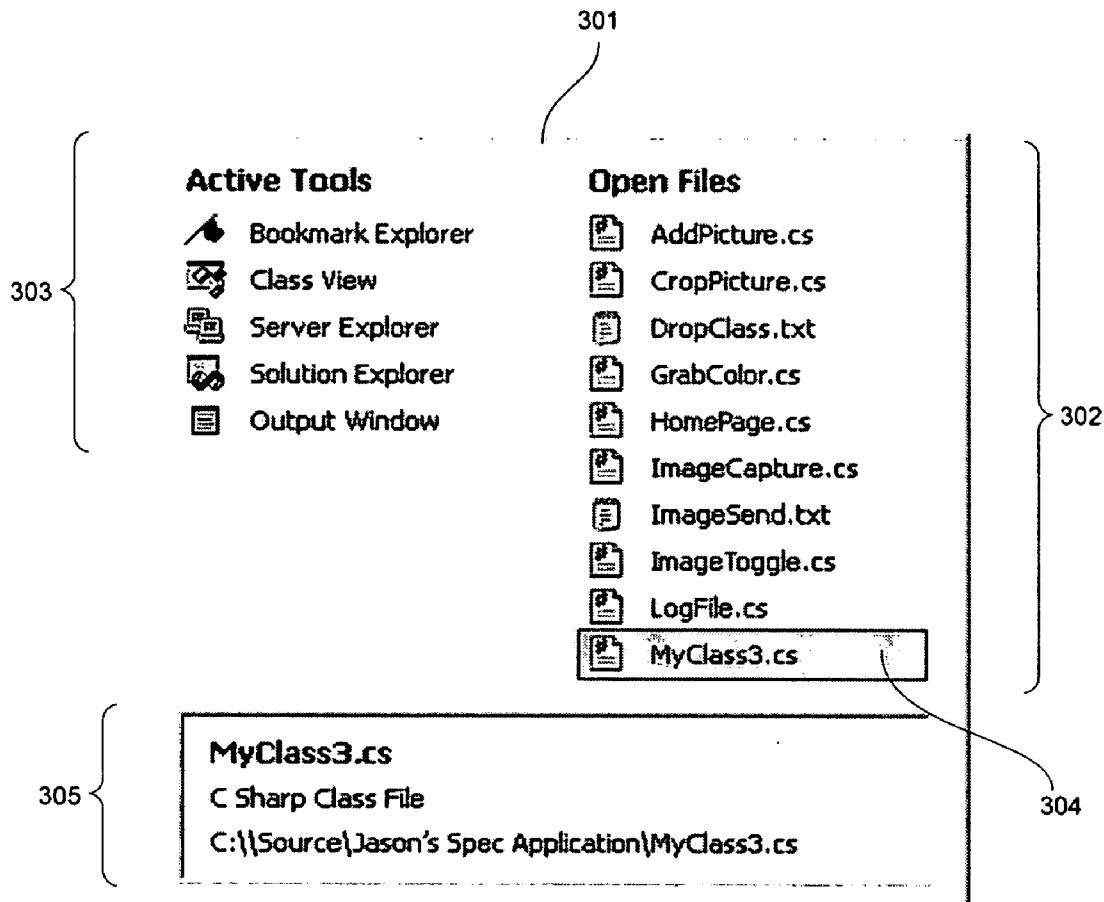 301
303
Active Tools
Bookmark Explorer
Class View
Server Explorer
Solution Explorer
Output Window
Open Files
AddPicture.cs
CropPicture.cs
DropClass.txt
GrabColor.cs
HomePage.cs
ImageCapture.cs
ImageSend.txt
ImageToggle.cs
LogFile.cs
MyClass3.cs
302
304
305
MyClass3.cs
C Sharp Class File
C:\\Source\Jason's Spec Application\MyClass3.cs